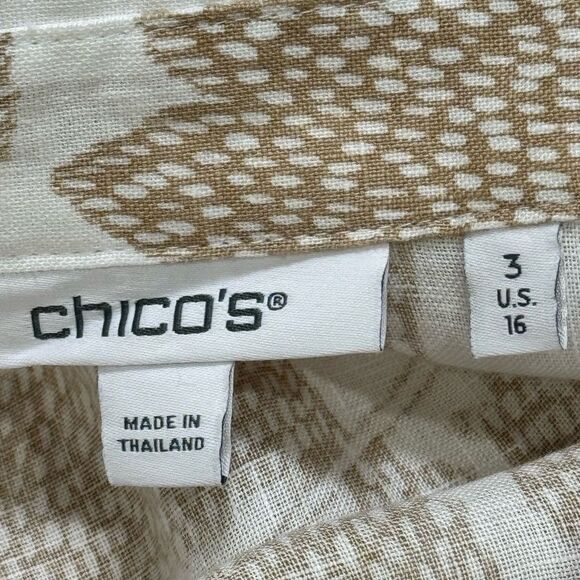 CHICO'S®
3
U.S.
16
MADE IN
THAILAND